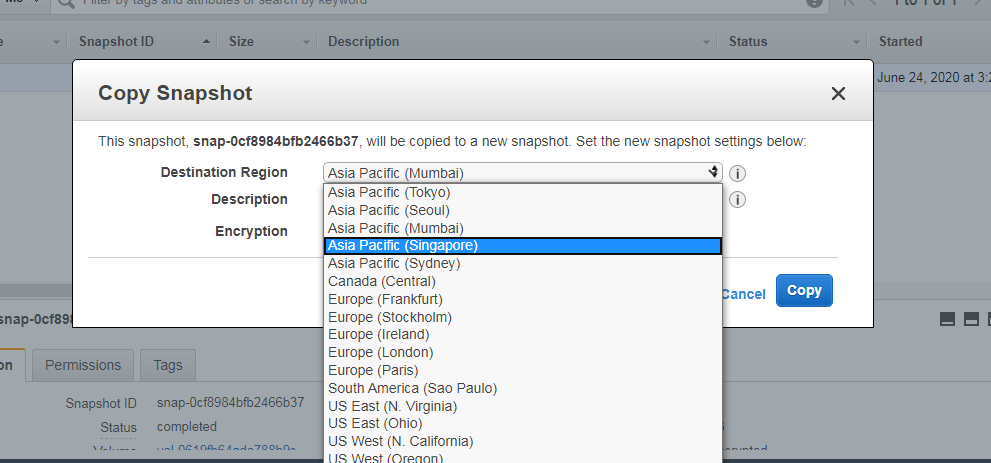 Filter by tags and attributes or search by keyword
1 to 1 of 1
Snapshot ID Size Description Status Started
June 24, 2020 at 3:2
Copy Snapshot
This snapshot, snap-0cf8984bfb2466b37, will be copied to a new snapshot. Set the new snapshot settings below:
Destination Region Asia Pacific (Mumbai)
Description
Encryption
Asia Pacific (Tokyo)
Asia Pacific (Seoul)
Asia Pacific (Mumbai)
Asia Pacific (Singapore)
Asia Pacific (Sydney)
Canada (Central)
Europe (Frankfurt)
Europe (Stockholm)
Europe (Ireland)
Europe (London)
Europe (Paris)
South America (Sao Paulo)
US East (N. Virginia)
US East (Ohio)
US West (N. California)
US West (Oregon)
Cancel Copy
snap-0cf89
on Permissions Tags
Snapshot ID snap-0cf8984bfb2466b37
Status completed
Volume